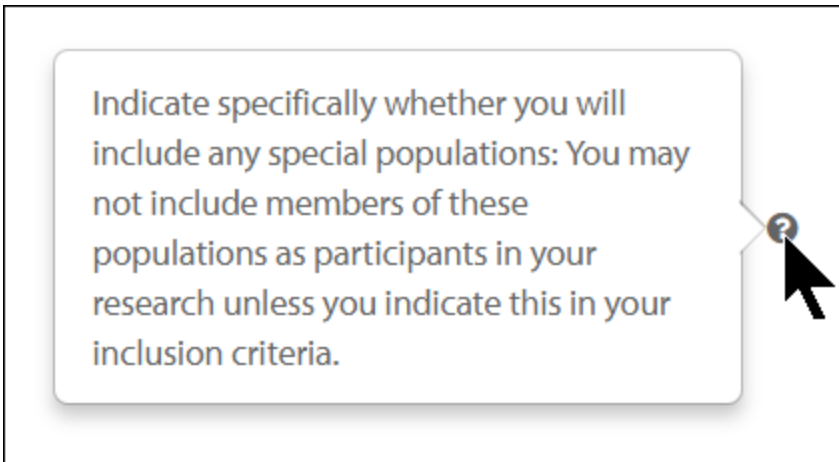 Indicate specifically whether you will
include any special populations: You may
not include members of these
populations as participants in your
research unless you indicate this in your
inclusion criteria.
?